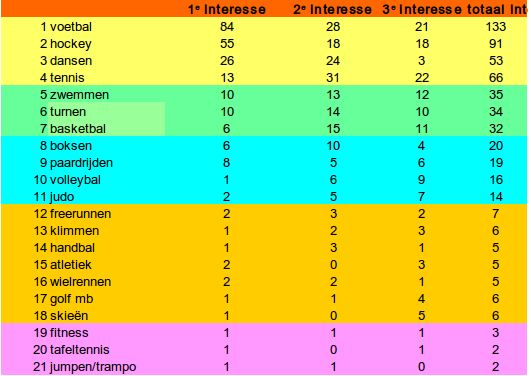 1e Interesse 2e Interesse 3e Interesse totaal Int
1 voetbal 84 28 21 133
2 hockey 55 18 18 91
3 dansen 26 24 3 53
4 tennis 13 31 22 66
5 zwemmen 10 13 12 35
6 turnen 10 14 10 34
7 basketbal 6 15 11 32
8 boksen 6 10 4 20
9 paardrijden 8 5 6 19
10 volleybal 1 6 9 16
11 judo 2 5 7 14
12 freerunnen 2 3 2 7
13 klimmen 1 2 3 6
14 handbal 1 3 1 5
15 atletiek 2 0 3 5
16 wielrennen 2 2 1 5
17 golf mb 1 1 4 6
18 skieën 1 0 5 6
19 fitness 1 1 1 3
20 tafeltennis 1 0 1 2
21 jumpen/trampo 1 1 0 2